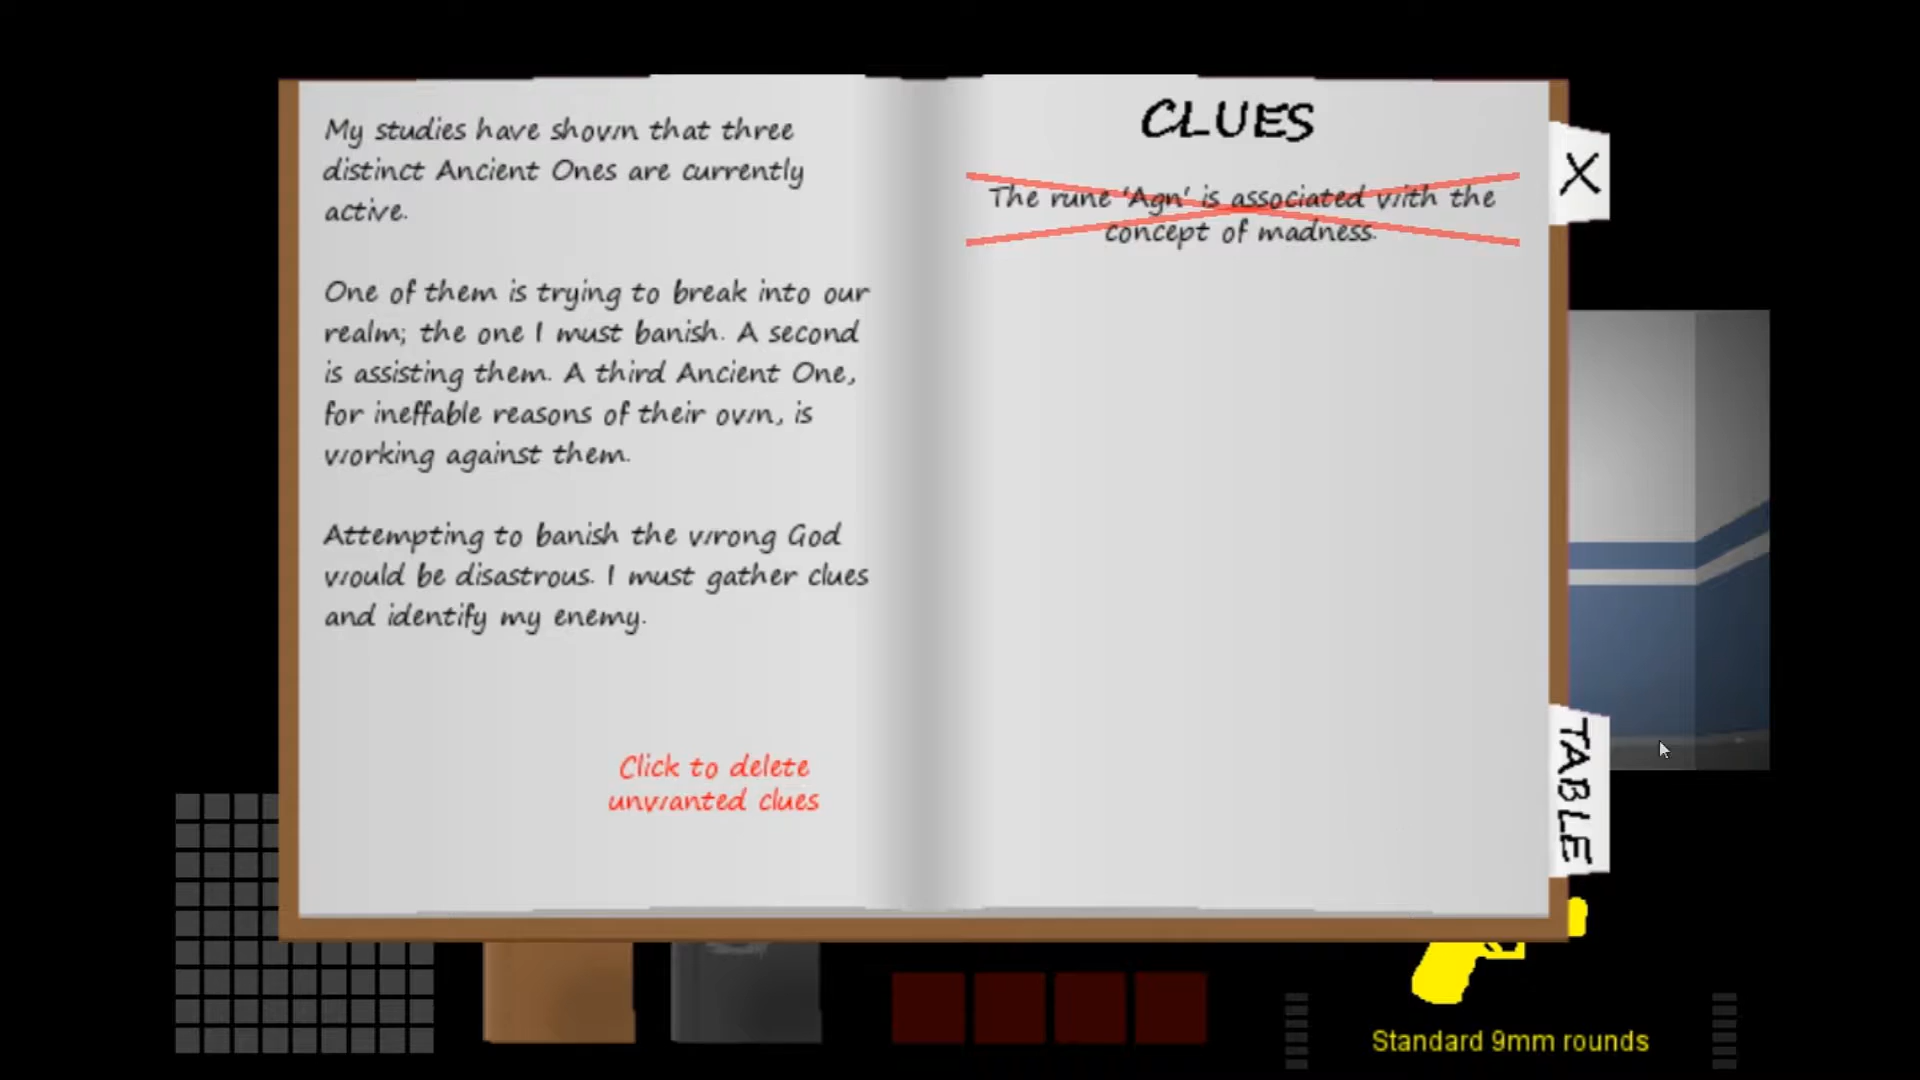 My studies have shown that three
distinct Ancient Ones are currently
active.
One of them is trying to break into our
realm; the one I must banish. A second
is assisting them. A third Ancient One,
for ineffable reasons of their own, is
working against them.
Attempting to banish the wrong God
would be disastrous. I must gather clues
and identify my enemy.
Click to delete
unwanted clues
CLUES
The rune 'Agn' is associated with the
concept of madness.
X
TABLE
Standard 9mm rounds